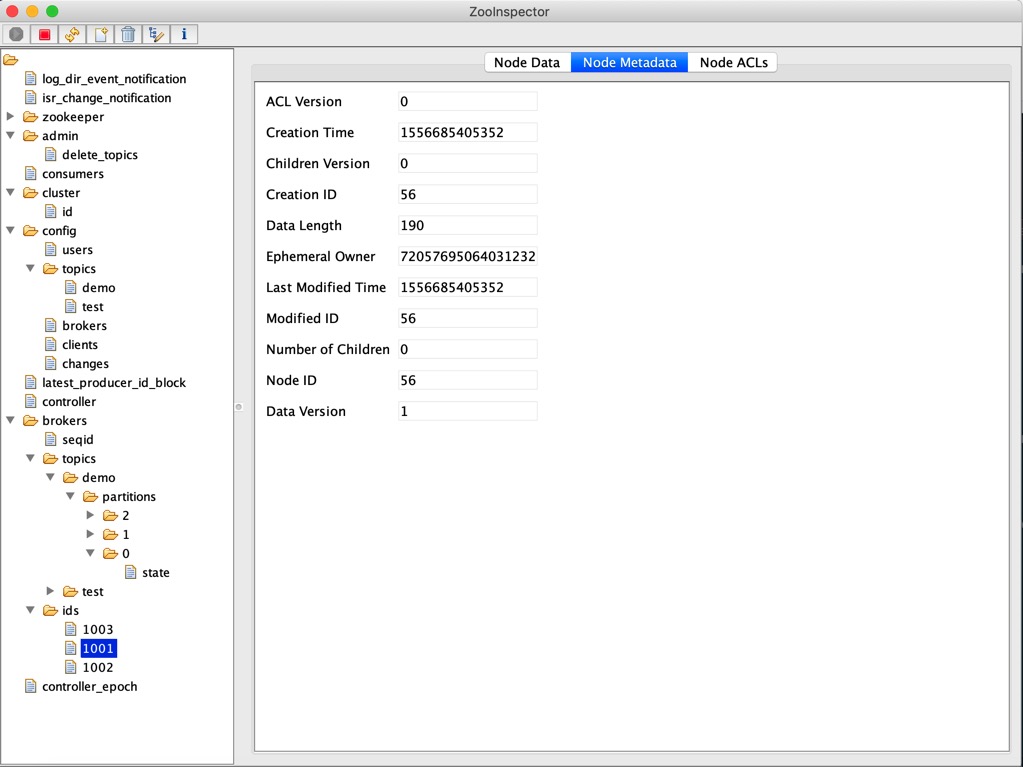 ZooInspector
log_dir_event_notification
isr_change_notification
zookeeper
admin
delete_topics
consumers
cluster
id
config
users
topics
demo
test
brokers
clients
changes
latest_producer_id_block
controller
brokers
seqid
topics
demo
partitions
2
1
0
state
test
ids
1003
1001
1002
controller_epoch
Node Data Node Metadata Node ACLs
ACL Version 0
Creation Time 1556685405352
Children Version 0
Creation ID 56
Data Length 190
Ephemeral Owner 72057695064031232
Last Modified Time 1556685405352
Modified ID 56
Number of Children 0
Node ID 56
Data Version 1